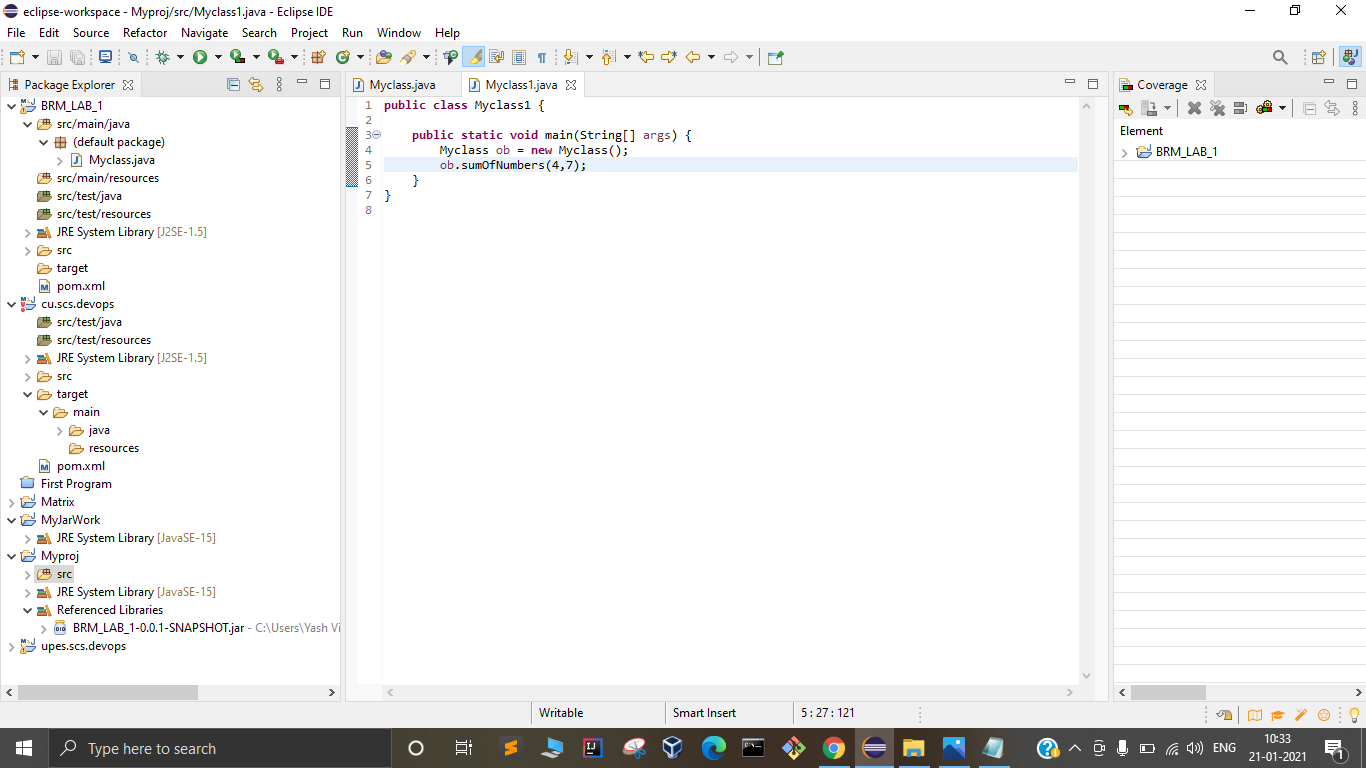 eclipse-workspace - Myproj/src/Myclass1.java - Eclipse IDE
File Edit Source Refactor Navigate Search Project Run Window Help
Package Explorer
BRM_LAB_1
src/main/java
(default package)
Myclass.java
src/main/resources
src/test/java
src/test/resources
JRE System Library [J2SE-1.5]
src
target
pom.xml
cu.scs.devops
src/test/java
src/test/resources
JRE System Library [J2SE-1.5]
src
target
main
java
resources
pom.xml
First Program
Matrix
MyJarWork
JRE System Library [JavaSE-15]
Myproj
src
JRE System Library [JavaSE-15]
Referenced Libraries
BRM_LAB_1-0.0.1-SNAPSHOT.jar - C:\Users\Yash Vi
upes.scs.devops
Myclass.java Myclass1.java
1 public class Myclass1 {
2
3 public static void main(String[] args) {
4 Myclass ob = new Myclass();
5 ob.sumOfNumbers(4,7);
6 }
7 }
8
Coverage
Element
BRM_LAB_1
Writable Smart Insert 5 : 27 : 121
Type here to search
ENG
10:33
21-01-2021
1